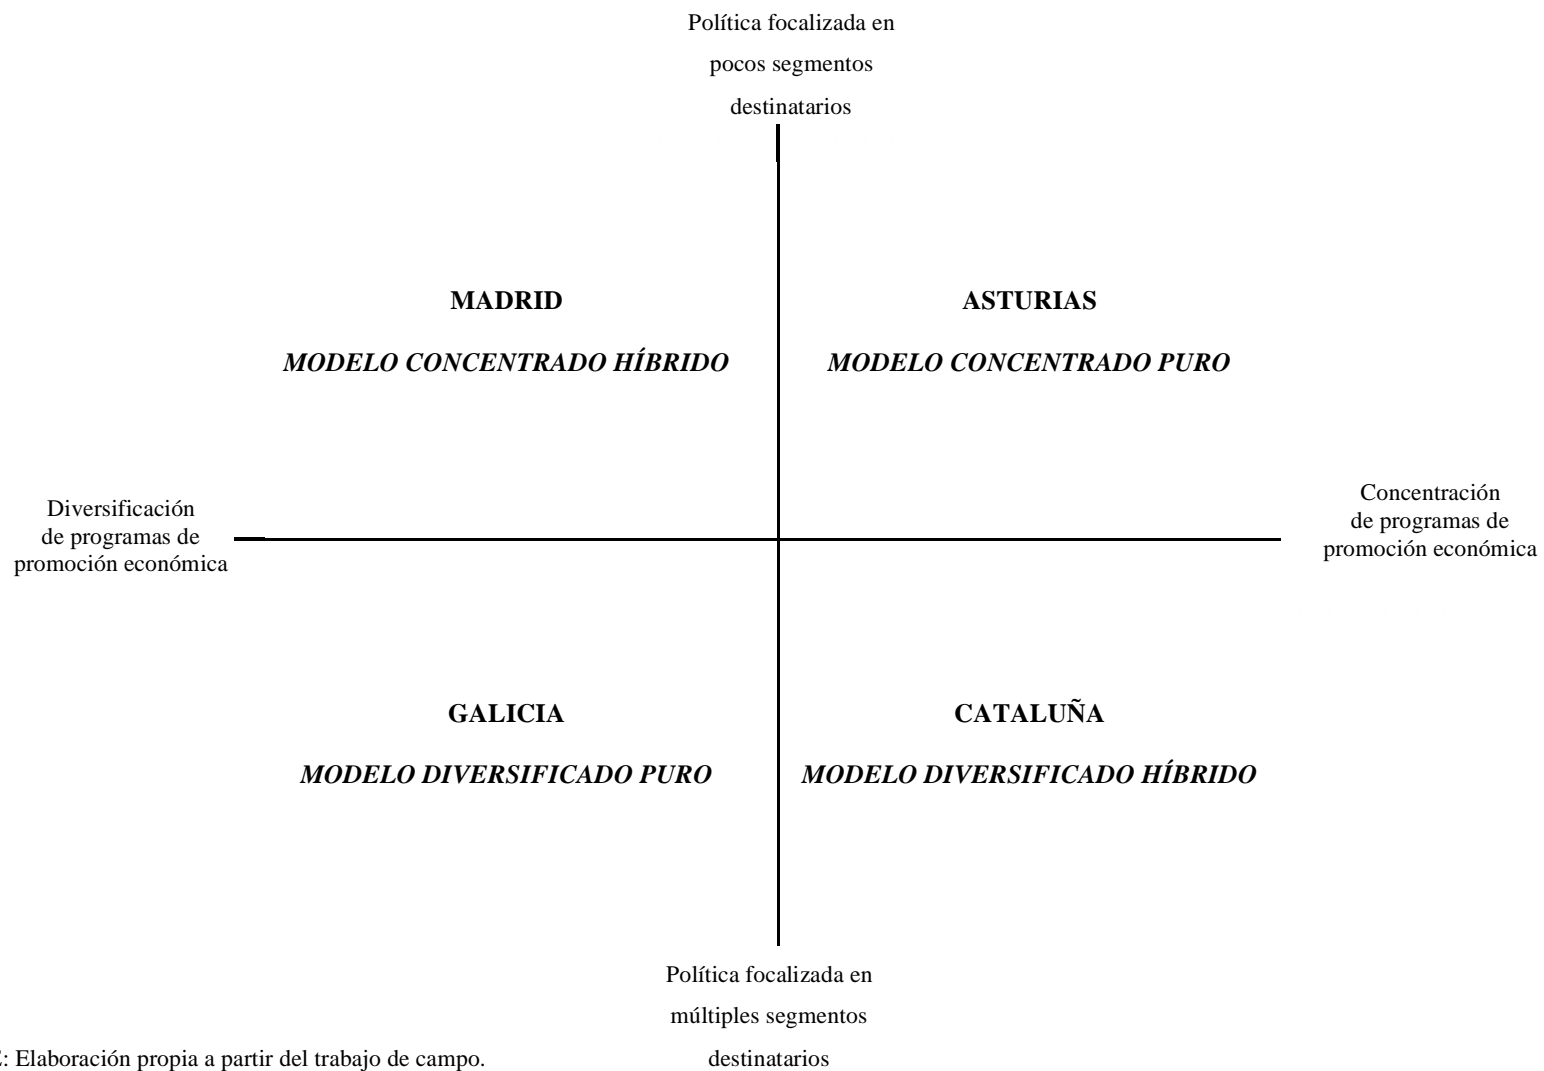 Política focalizada en
pocos segmentos
destinatarios
MADRID
MODELO CONCENTRADO HÍBRIDO
ASTURIAS
MODELO CONCENTRADO PURO
Diversificación
de programas de
promoción económica
Concentración
de programas de
promoción económica
GALICIA
MODELO DIVERSIFICADO PURO
CATALUÑA
MODELO DIVERSIFICADO HÍBRIDO
Política focalizada en
múltiples segmentos
destinatarios
: Elaboración propia a partir del trabajo de campo.